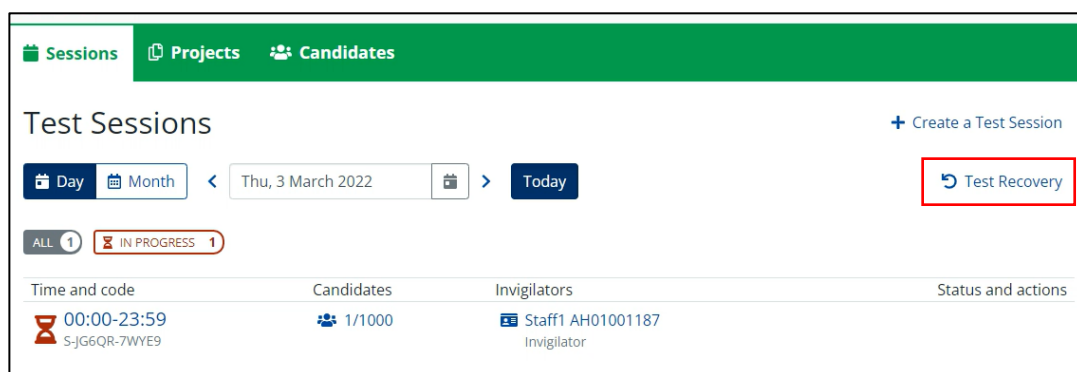 Sessions Projects Candidates
Test Sessions
+ Create a Test Session
Day Month Thu, 3 March 2022 Today
Test Recovery
ALL 1 IN PROGRESS 1
Time and code Candidates Invigilators Status and actions
00:00-23:59 1/1000 Staff1 AH01001187
S-JG6QR-7WYE9 Invigilator